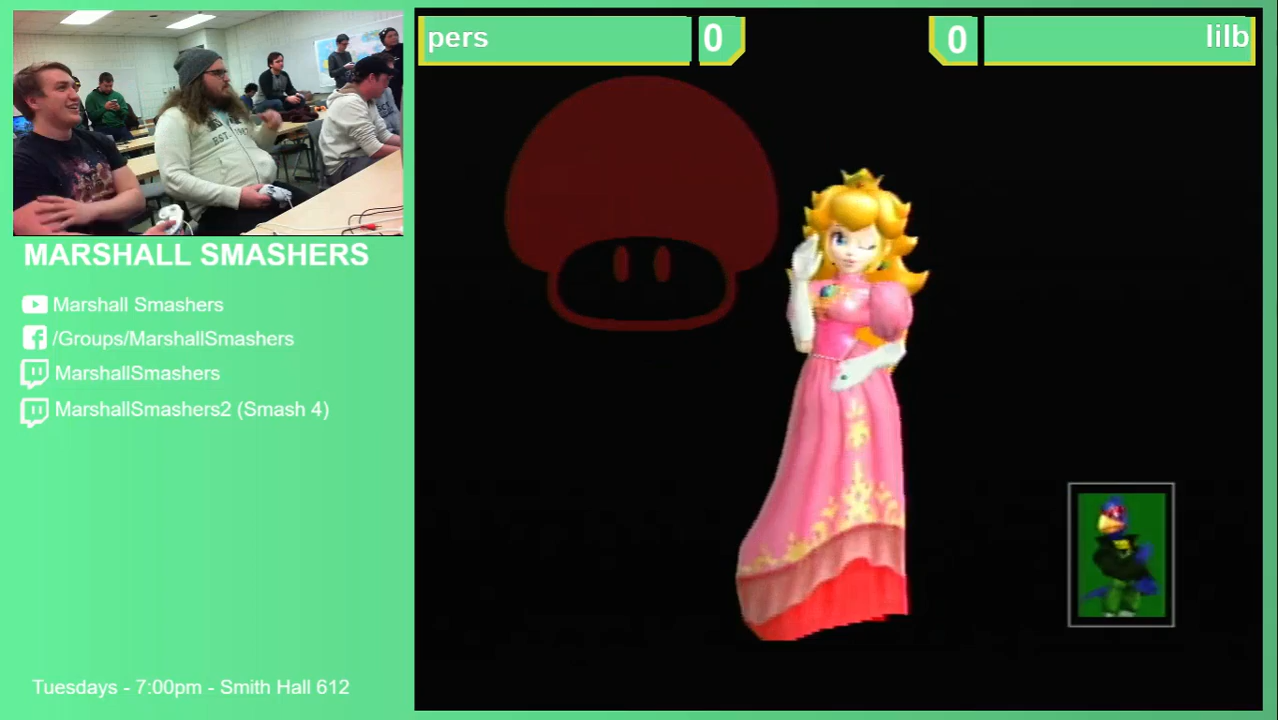 pers
0
0
lilb
MARSHALL SMASHERS
Marshall Smashers
/Groups/MarshallSmashers
MarshallSmashers
MarshallSmashers2 (Smash 4)
Tuesdays - 7:00pm - Smith Hall 612